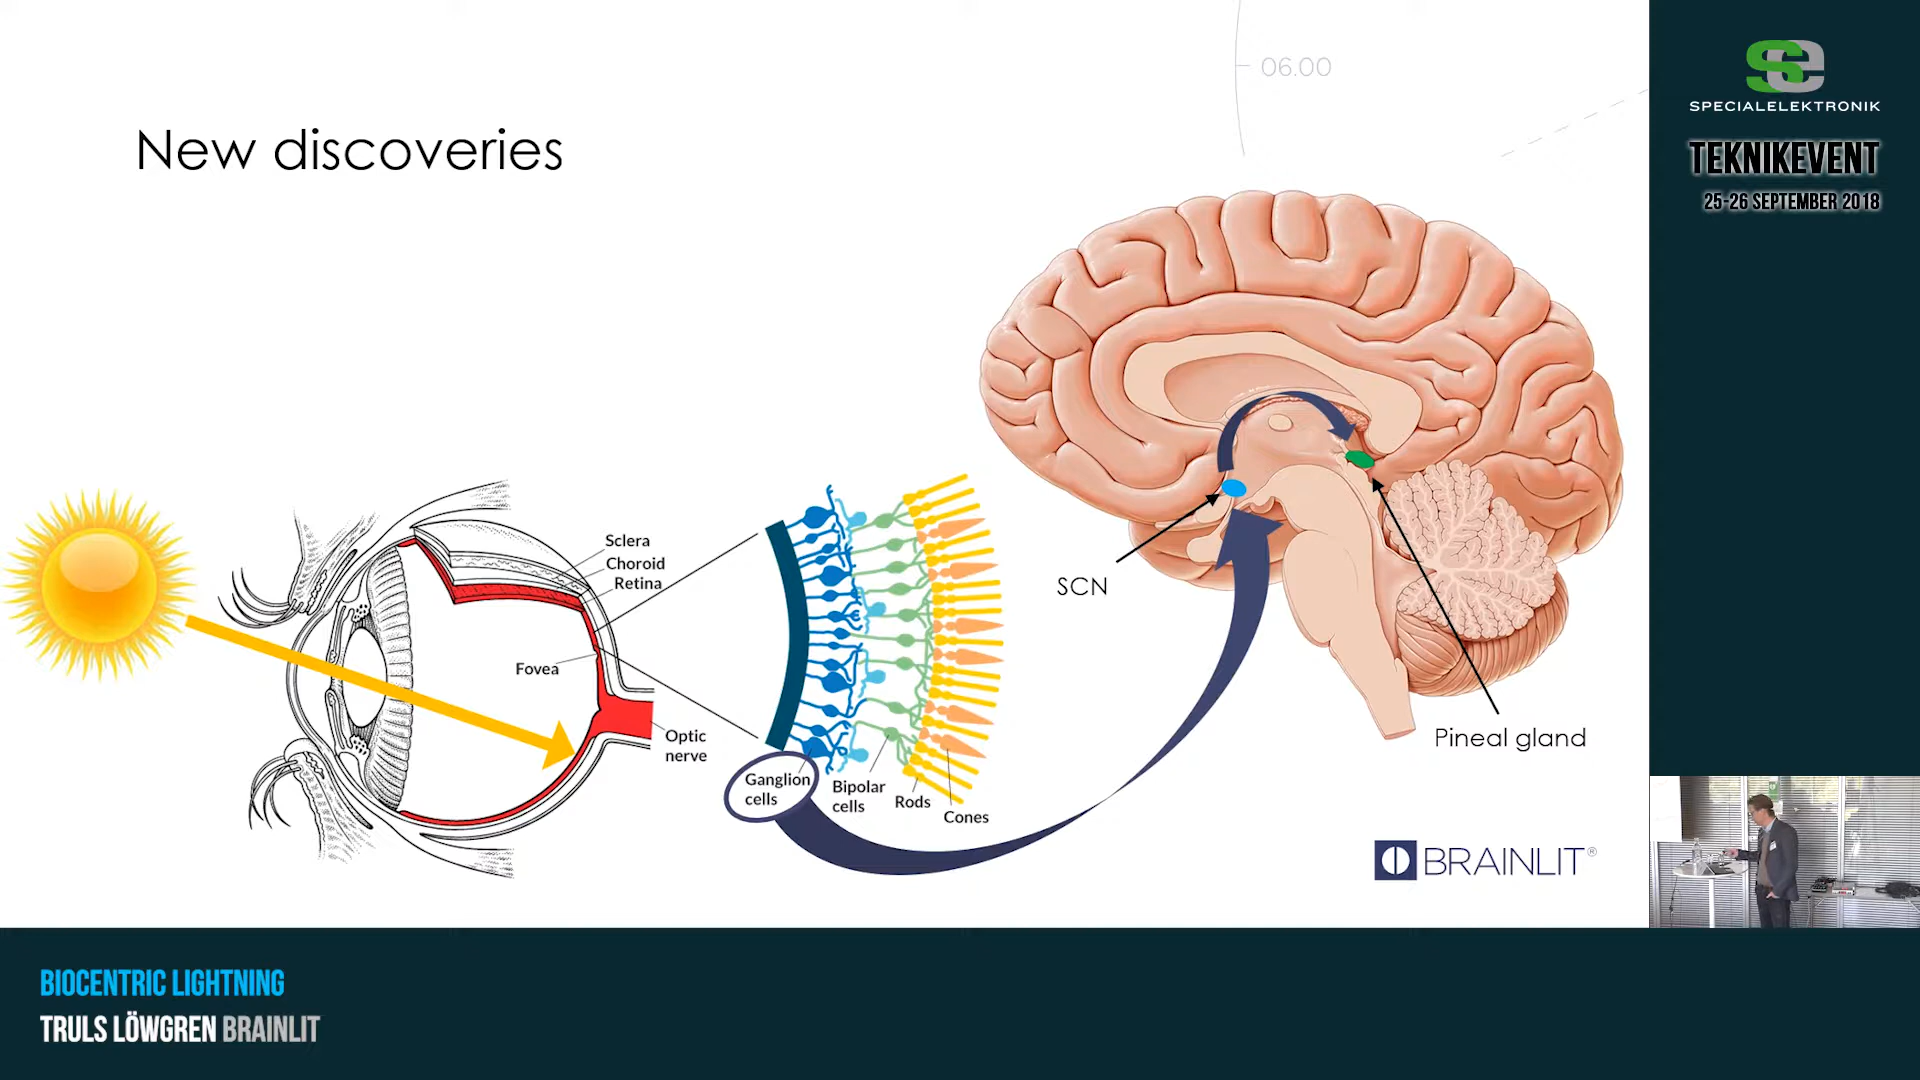 06.00
New discoveries
Sclera
Choroid
Retina
Fovea
Optic
nerve
Ganglion
cells
Bipolar
cells
Rods
Cones
SCN
Pineal gland
BRAINLIT®
se
SPECIALELEKTRONIK
TEKNIKEVENT
25-26 SEPTEMBER 2018
BIOCENTRIC LIGHTNING
TRULS LÖWGREN BRAINLIT